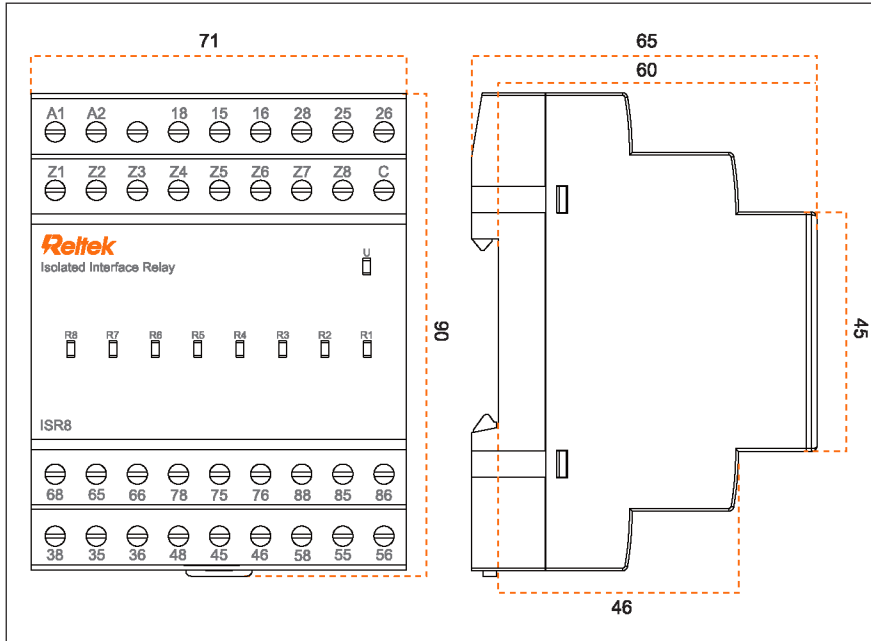 71
65
60
A1 A2 18 15 16 28 25 26
Z1 Z2 Z3 Z4 Z5 Z6 Z7 Z8 C
Reltek
Isolated Interface Relay
U
R8 R7 R6 R5 R4 R3 R2 R1
90
45
ISR8
68 65 66 78 75 76 88 85 86
38 35 36 48 45 46 58 55 56
46